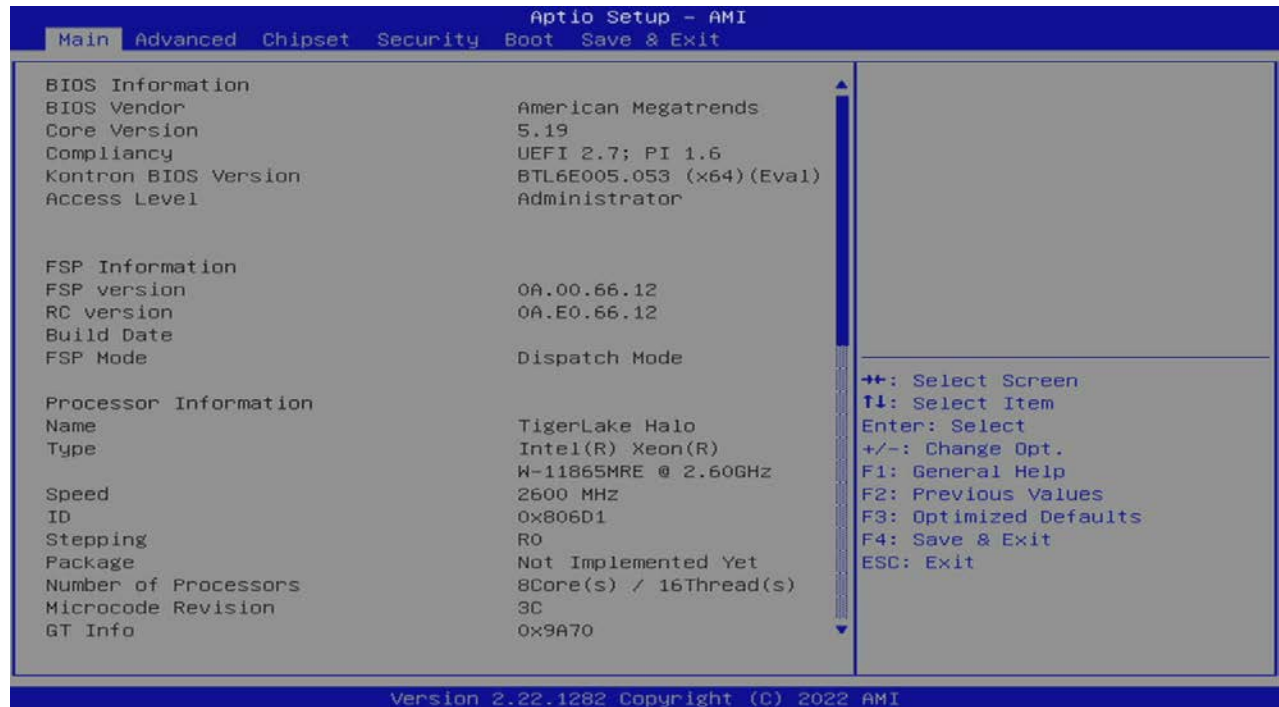 Aptio Setup – AMI
Main Advanced Chipset Security Boot Save & Exit
BIOS Information
BIOS Vendor American Megatrends
Core Version 5.19
Compliancy UEFI 2.7; PI 1.6
Kontron BIOS Version BTL6E005.053 (x64)(Eval)
Access Level Administrator
FSP Information
FSP version 0A.00.66.12
RC version 0A.E0.66.12
Build Date
FSP Mode Dispatch Mode
Processor Information
Name TigerLake Halo
Type Intel(R) Xeon(R)
W-11865MRE @ 2.60GHz
Speed 2600 MHz
ID 0x806D1
Stepping R0
Package Not Implemented Yet
Number of Processors 8Core(s) / 16Thread(s)
Microcode Revision 3C
GT Info 0x9A70
→←: Select Screen
↑↓: Select Item
Enter: Select
+/-: Change Opt.
F1: General Help
F2: Previous Values
F3: Optimized Defaults
F4: Save & Exit
ESC: Exit
Version 2.22.1282 Copyright (C) 2022 AMI